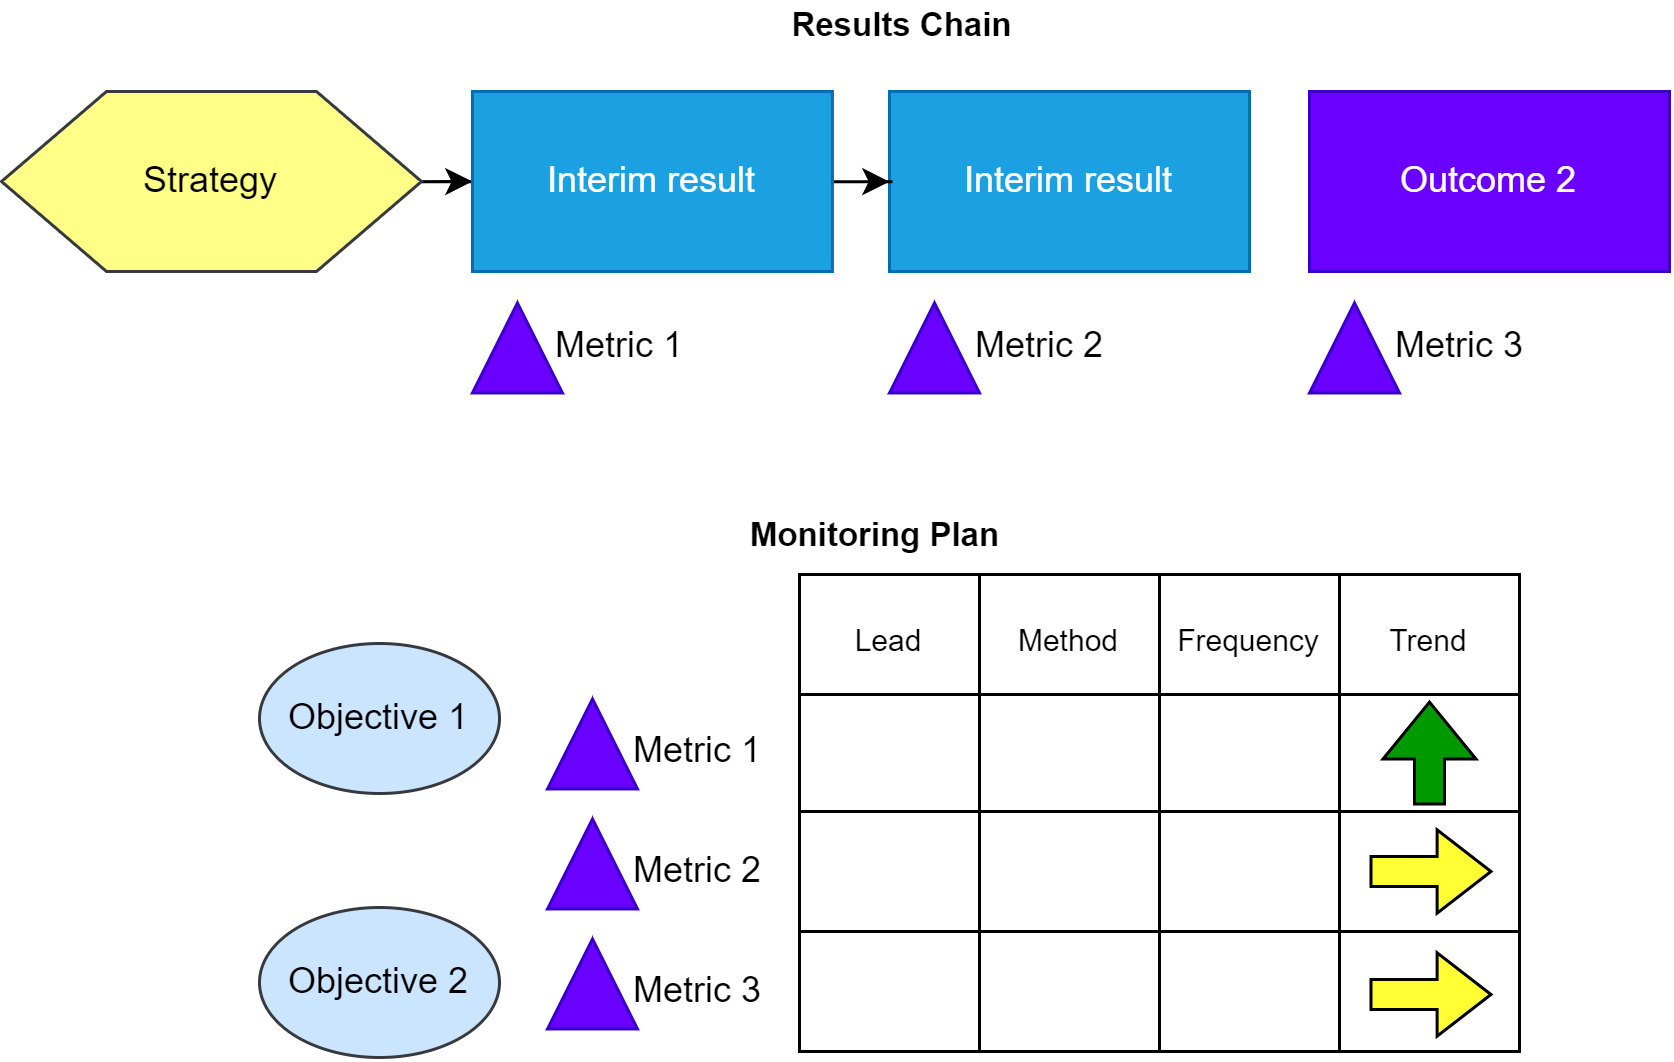 Results Chain
Strategy
Interim result
Interim result
Outcome 2
Metric 1
Metric 2
Metric 3
Monitoring Plan
Lead
Method
Frequency
Trend
Objective 1
Metric 1
Metric 2
Objective 2
Metric 3